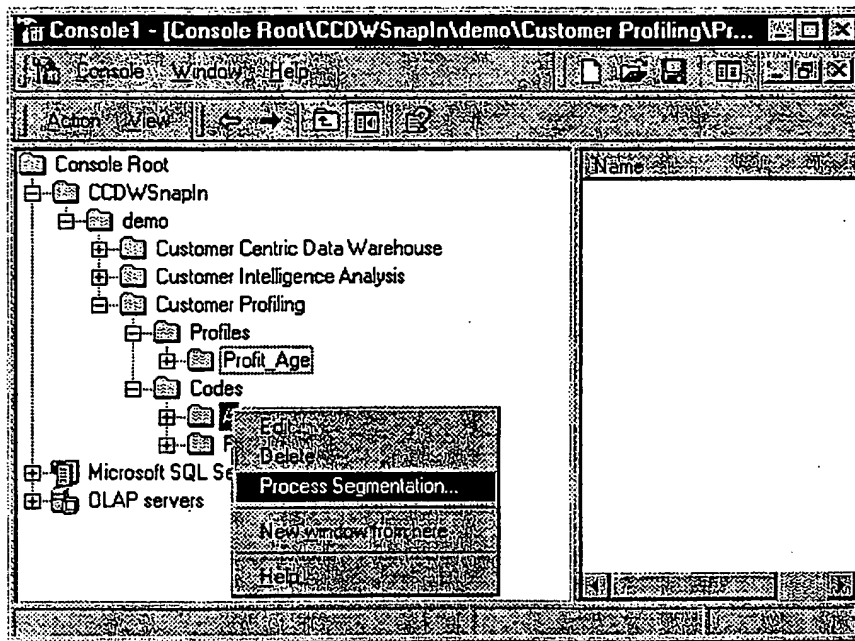 Console1 - [Console Root\CCDWSnapIn\demo\Customer Profiling\Pr...
Console Window Help
Action View
Console Root
Name
CCDWSnapIn
demo
Customer Centric Data Warehouse
Customer Intelligence Analysis
Customer Profiling
Profiles
Profit_Age
Codes
A
Edit...
Delete
Process Segmentation...
Microsoft SQL Se
OLAP servers
New window from here
Help